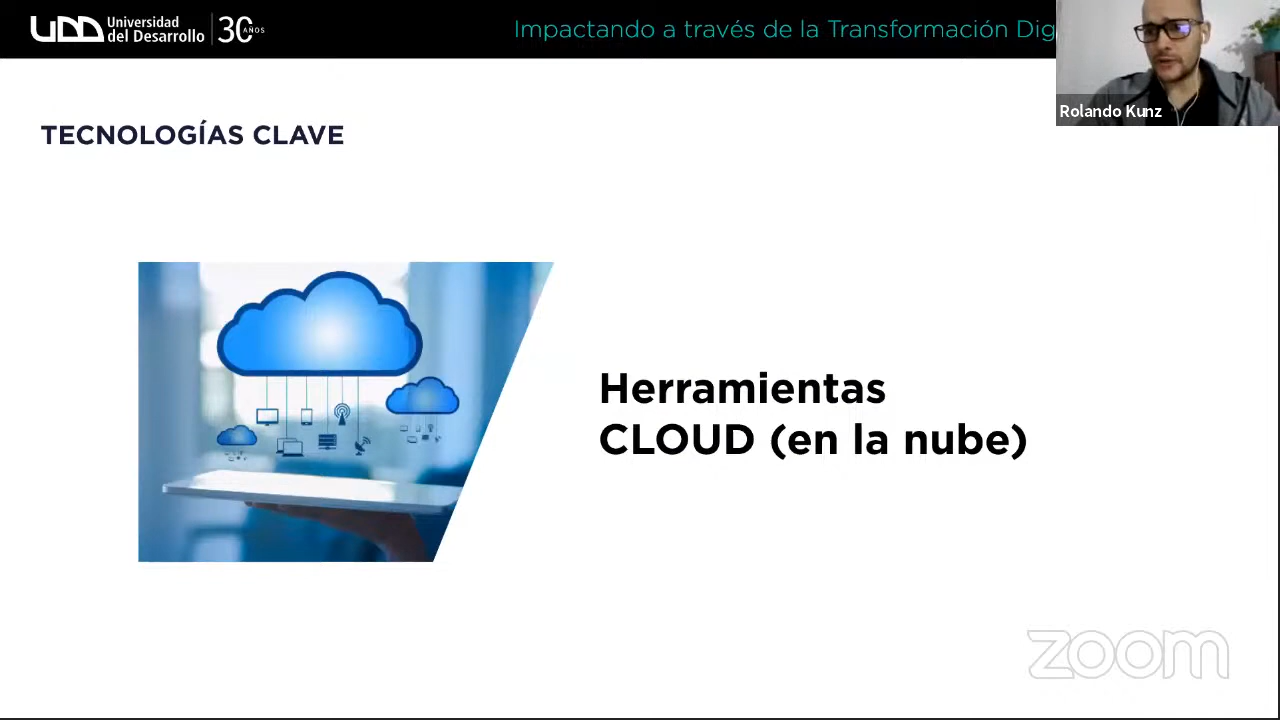 UDD Universidad
del Desarrollo
30 AÑOS
Impactando a través de la Transformación Dig
Rolando Kunz
TECNOLOGÍAS CLAVE
Herramientas
CLOUD (en la nube)
zoom